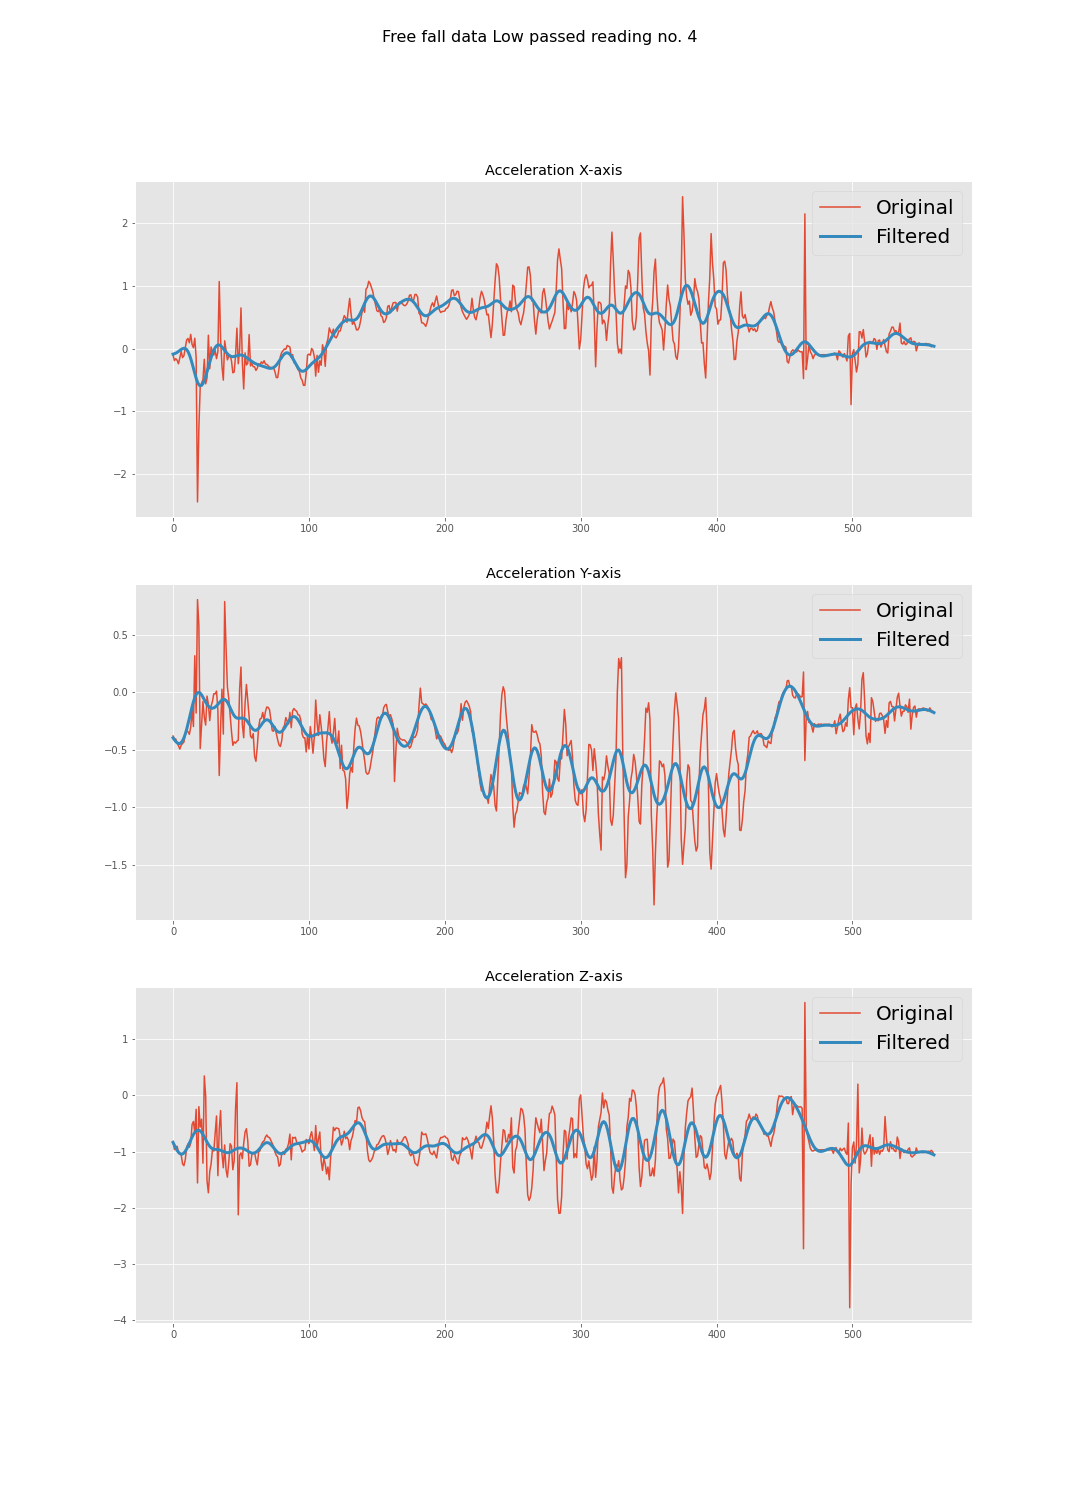 Free fall data Low passed reading no. 4
Acceleration X-axis
Original
Filtered
2
1
0
−1
−2
0 100 200 300 400 500
Acceleration Y-axis
Original
Filtered
0.5
0.0
−0.5
−1.0
−1.5
0 100 200 300 400 500
Acceleration Z-axis
Original
Filtered
1
0
−1
−2
−3
−4
0 100 200 300 400 500